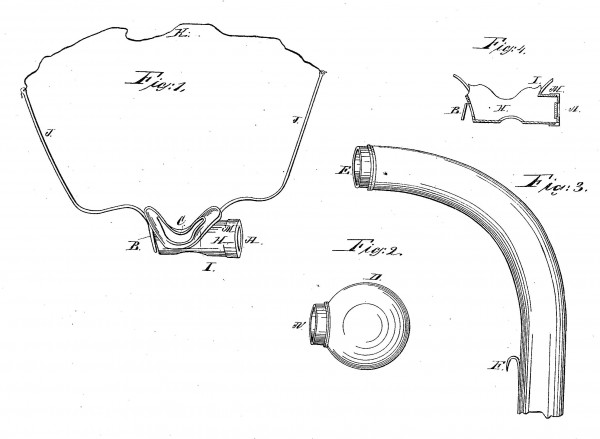 K.
Fig: 1.
J.
J.
C.
B.
M.
H.
A.
I.
Fig: 4.
I.
M.
B.
H.
A.
Fig: 3.
E.
F.
Fig: 2.
D.